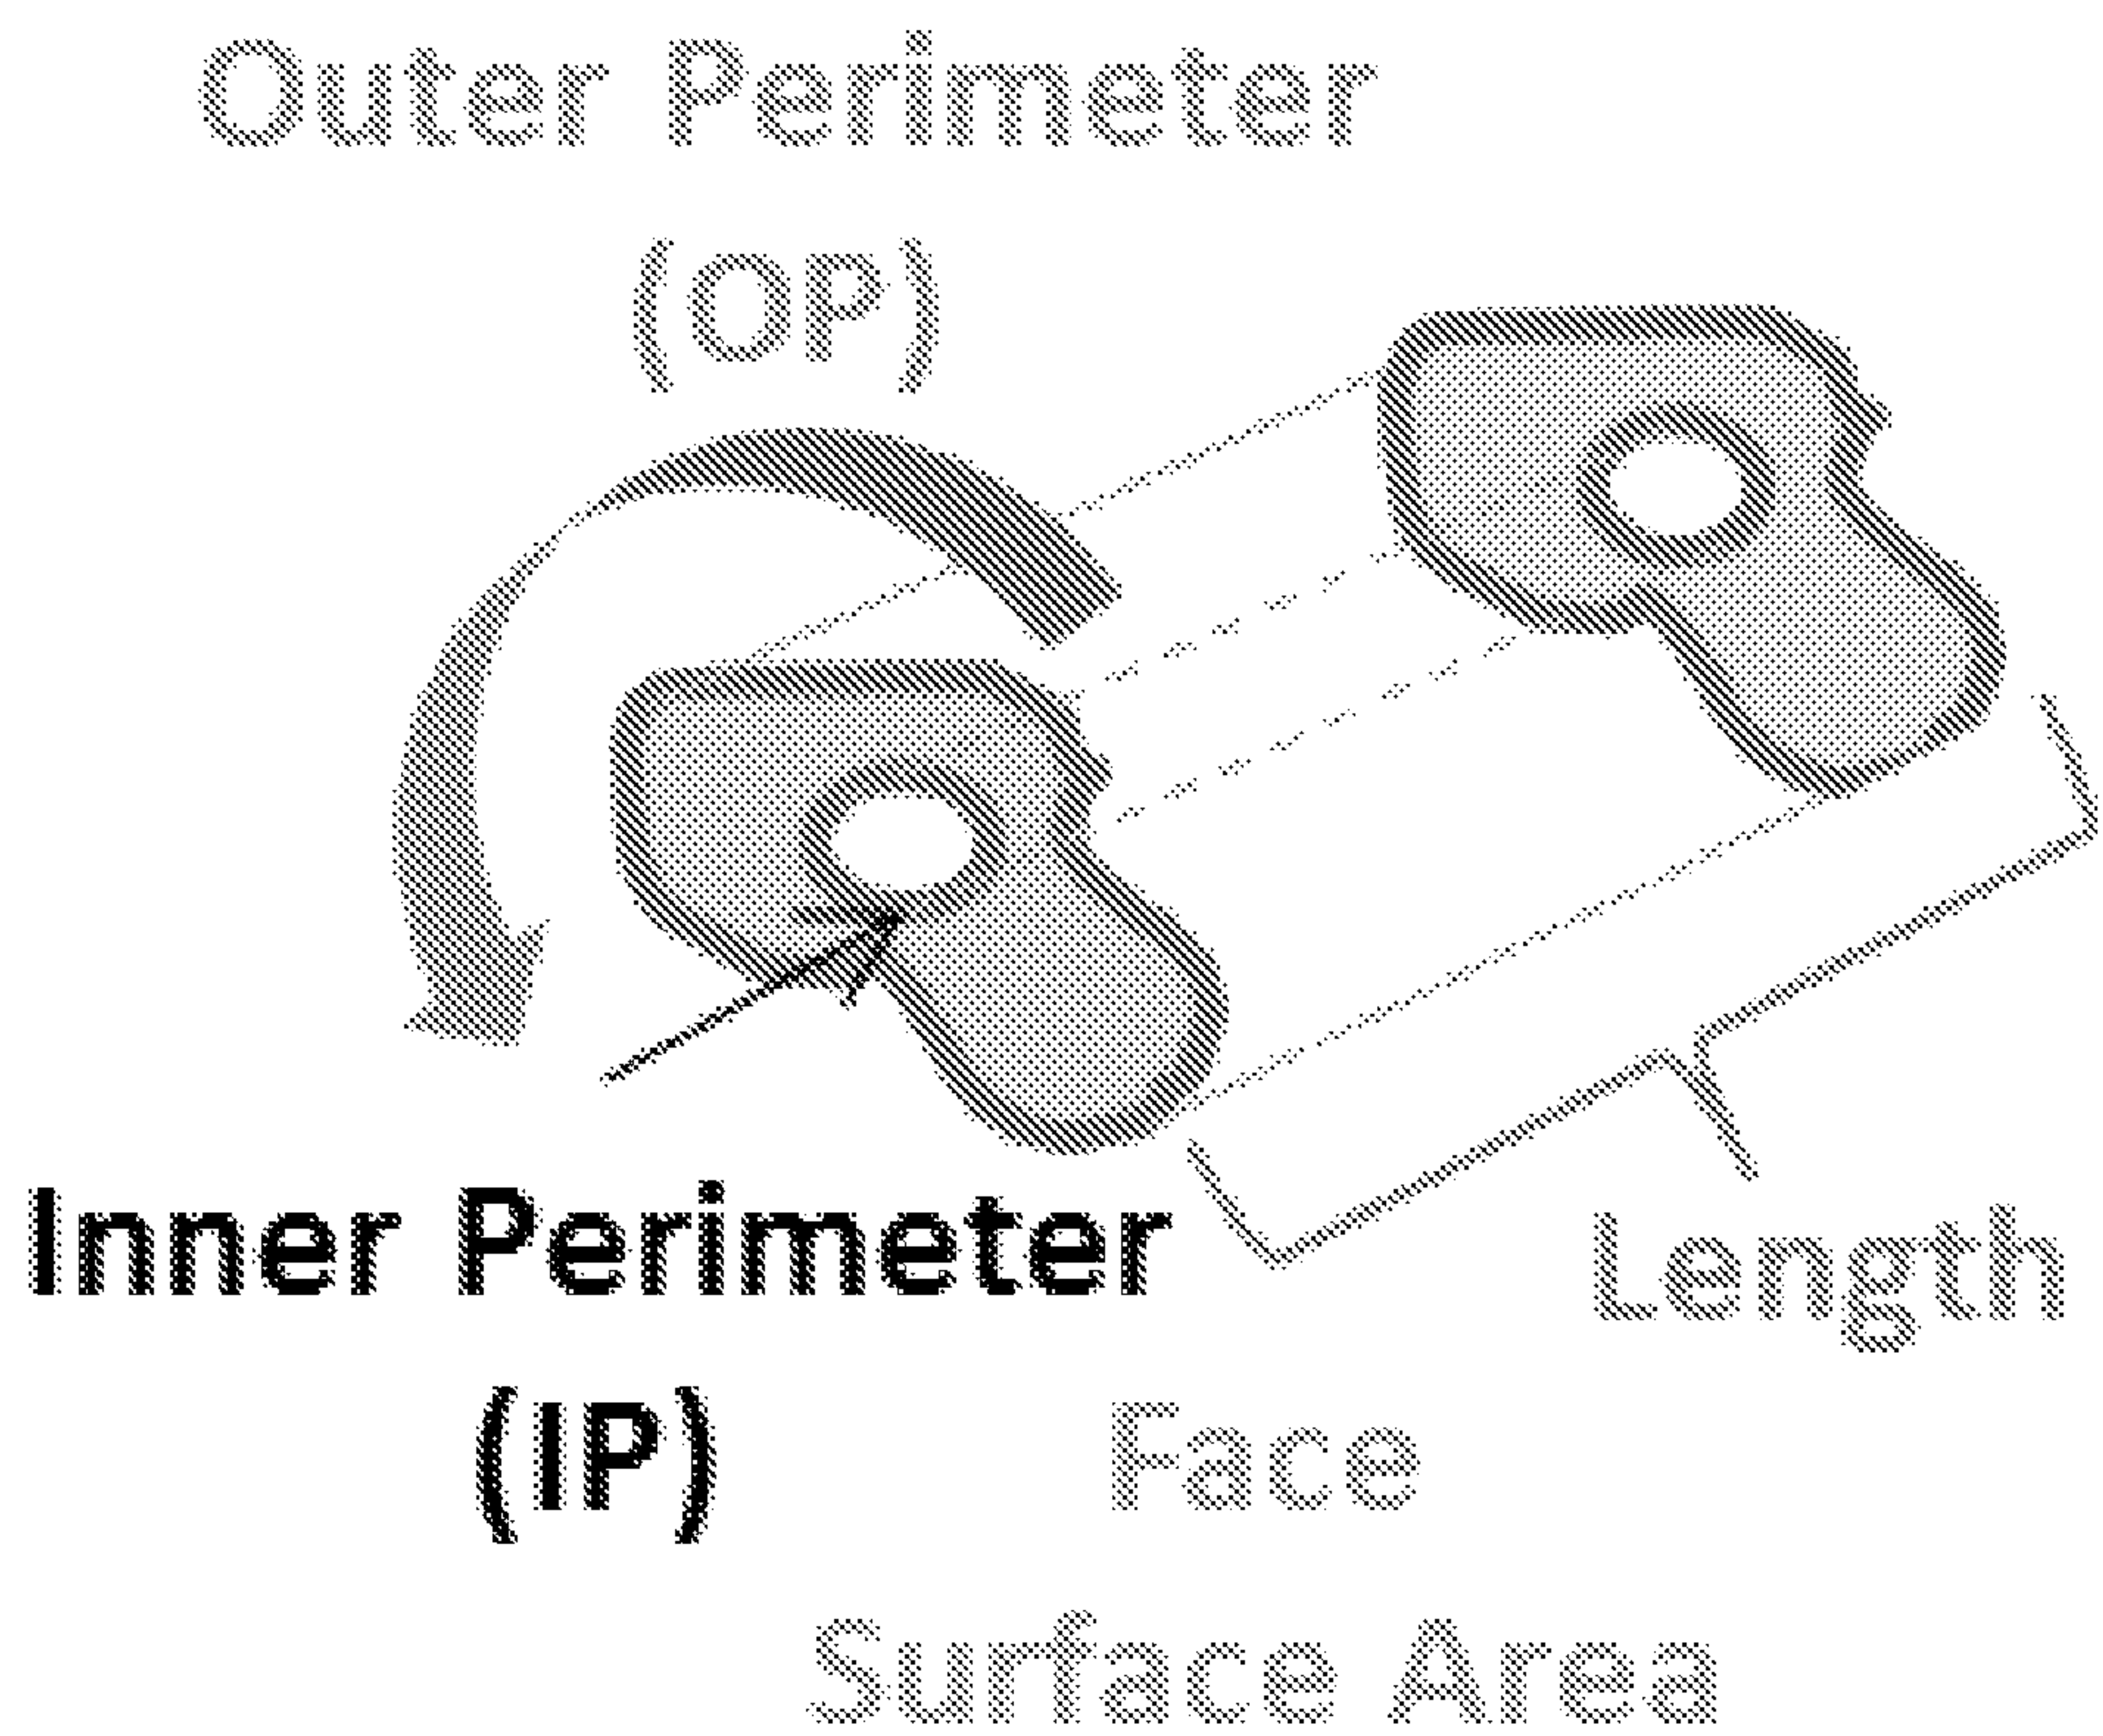 Outer Perimeter
(OP)
Inner Perimeter
(IP)
Length
Face
Surface Area